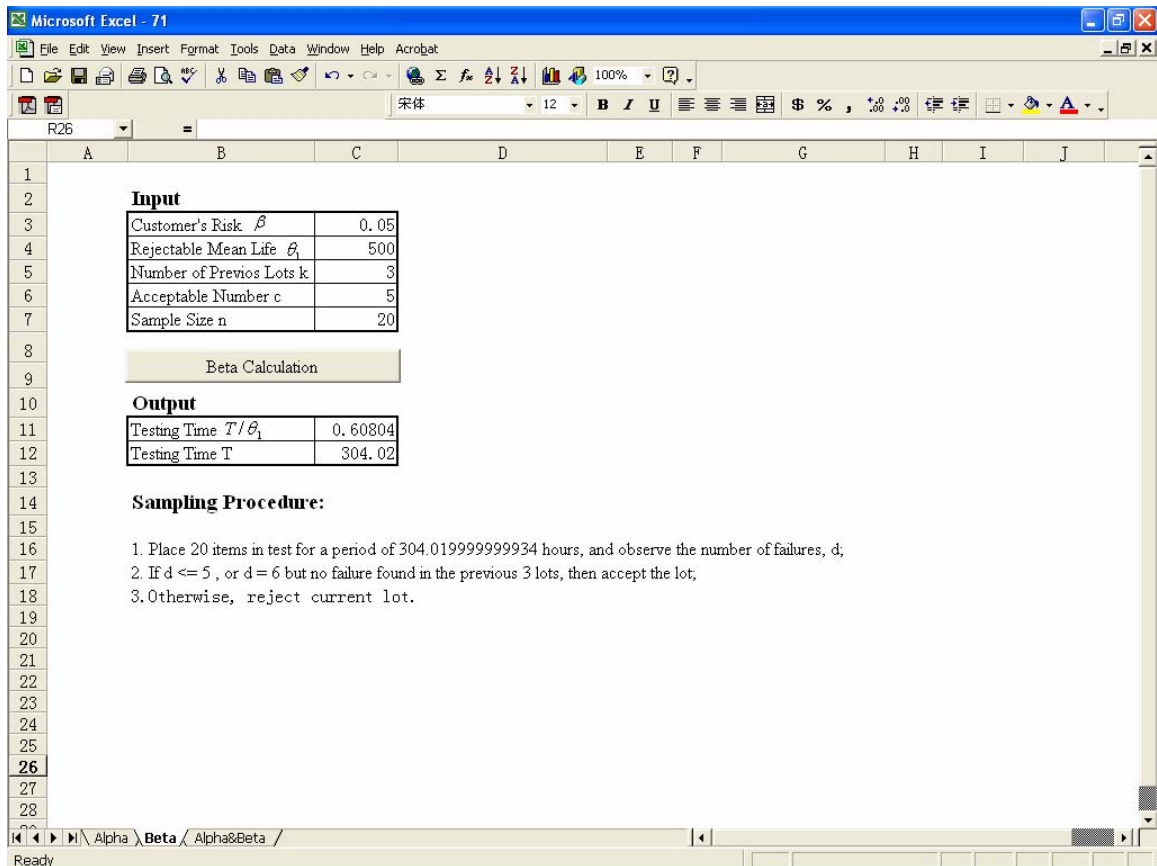 Microsoft Excel - 71
File Edit View Insert Format Tools Data Window Help Acrobat
100%
宋体 12 B I U $ % ,
R26 =
A B C D E F G H I J
1
2 Input
3 Customer's Risk β 0.05
4 Rejectable Mean Life θ₁ 500
5 Number of Previos Lots k 3
6 Acceptable Number c 5
7 Sample Size n 20
8
Beta Calculation
9
10 Output
11 Testing Time T/θ₁ 0.60804
12 Testing Time T 304.02
13
14 Sampling Procedure:
15
16 1. Place 20 items in test for a period of 304.019999999934 hours, and observe the number of failures, d;
17 2. If d <= 5 , or d = 6 but no failure found in the previous 3 lots, then accept the lot;
18 3.Otherwise, reject current lot.
19
20
21
22
23
24
25
26
27
28
Alpha Beta Alpha&Beta
Ready